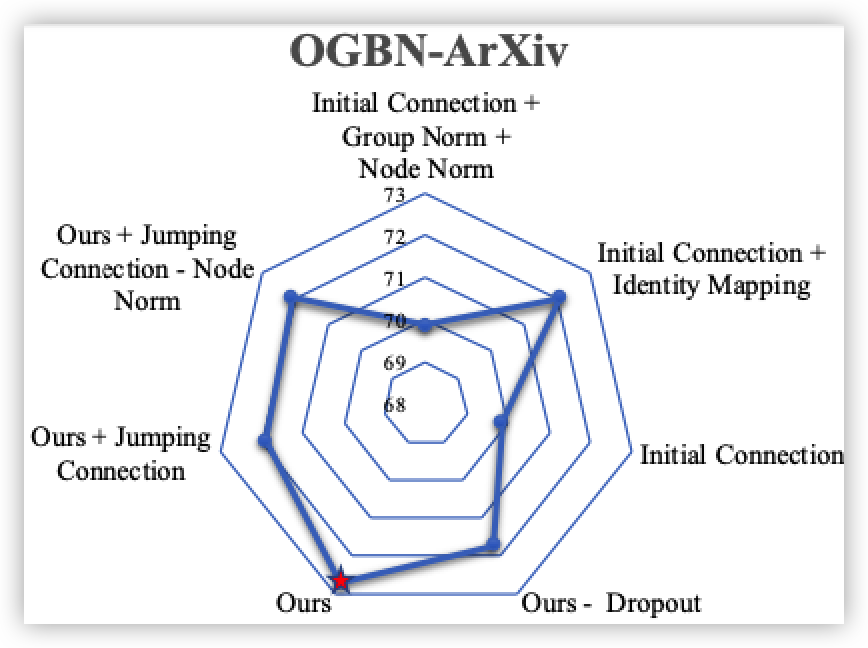 OGBN-ArXiv
Initial Connection +
Group Norm +
Node Norm
73
72
71
70
69
68
Initial Connection +
Identity Mapping
Initial Connection
Ours - Dropout
Ours
Ours + Jumping
Connection
Ours + Jumping
Connection - Node
Norm